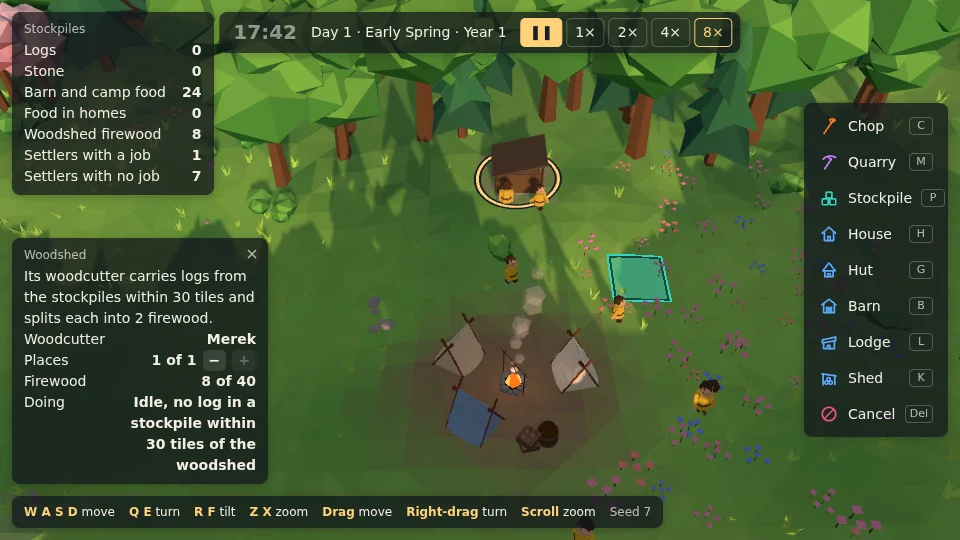 Stockpiles
Logs 0
Stone 0
Barn and camp food 24
Food in homes 0
Woodshed firewood 8
Settlers with a job 1
Settlers with no job 7
17:42 Day 1 · Early Spring · Year 1 1× 2× 4× 8×
Chop C
Quarry M
Stockpile P
House H
Hut G
Barn B
Lodge L
Shed K
Cancel Del
Woodshed ×
Its woodcutter carries logs from
the stockpiles within 30 tiles and
splits each into 2 firewood.
Woodcutter Merek
Places 1 of 1 − +
Firewood 8 of 40
Doing Idle, no log in a
stockpile within
30 tiles of the
woodshed
W A S D move Q E turn R F tilt Z X zoom Drag move Right-drag turn Scroll zoom Seed 7